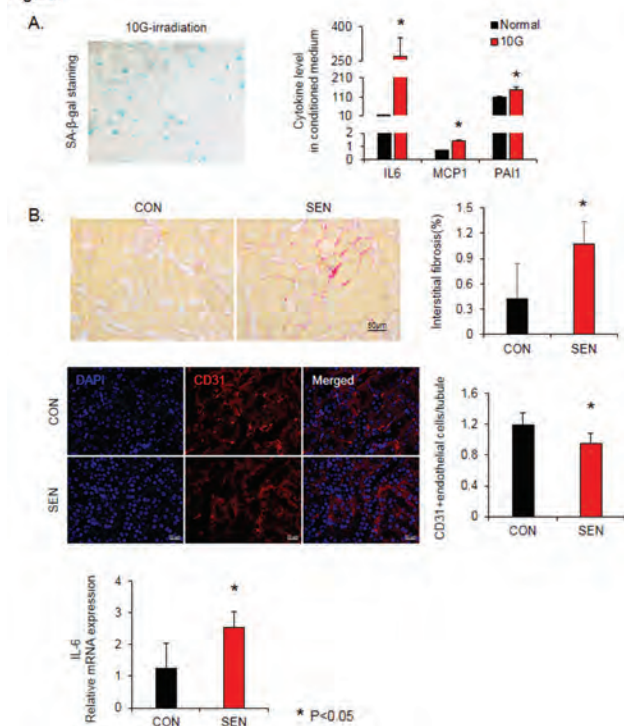 A.
10G-irradiation
SA-β-gal staining
Cytokine level
in conditioned medium
400
250
210
110
10
2
1
0
*
*
*
Normal
10G
IL6
MCP1
PAI1
B.
CON
SEN
50μm
Interstitial fibrosis(%)
1.5
1.2
0.9
0.6
0.3
0
*
CON
SEN
DAPI
CD31
Merged
CON
SEN
CD31+endothelial cells/tubule
1.6
1.2
0.8
0.4
0
*
CON
SEN
IL-6
Relative mRNA expression
4
3
2
1
0
*
CON
SEN
* P<0.05